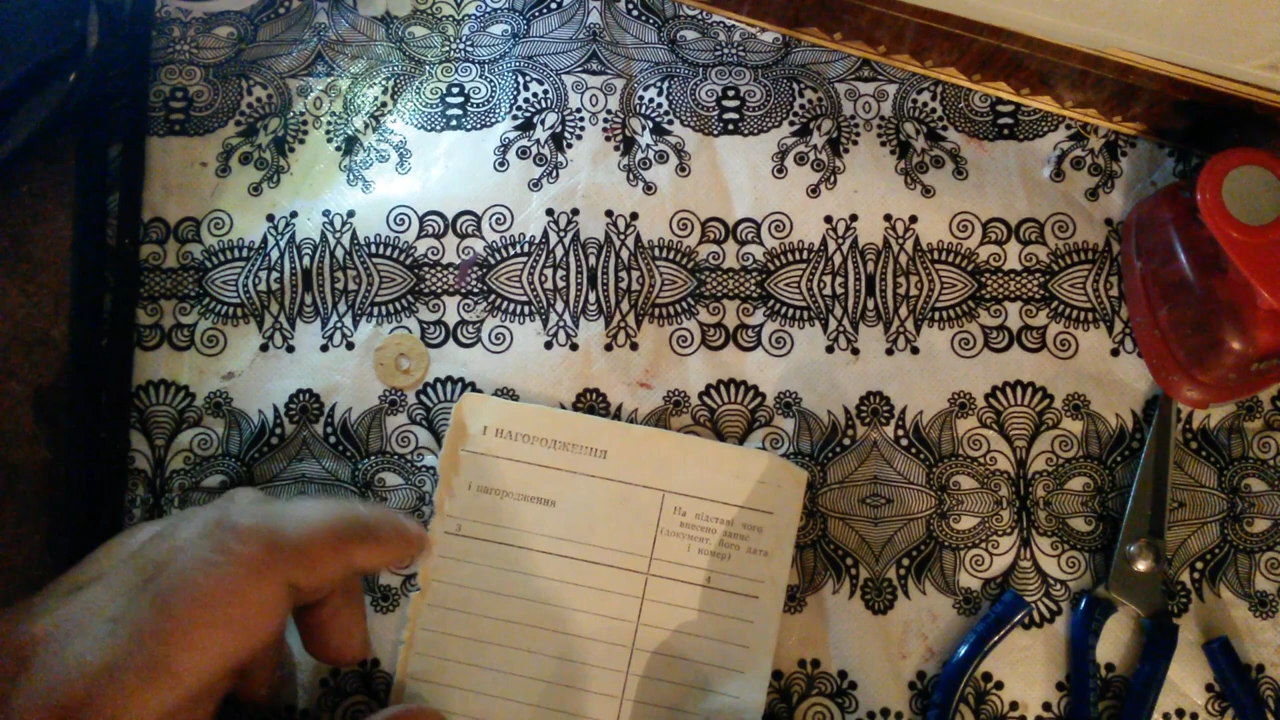 І НАГОРОДЖЕННЯ
і нагородження
На підставі чого
внесено запис
(документ, його дата
і номер)
3
4